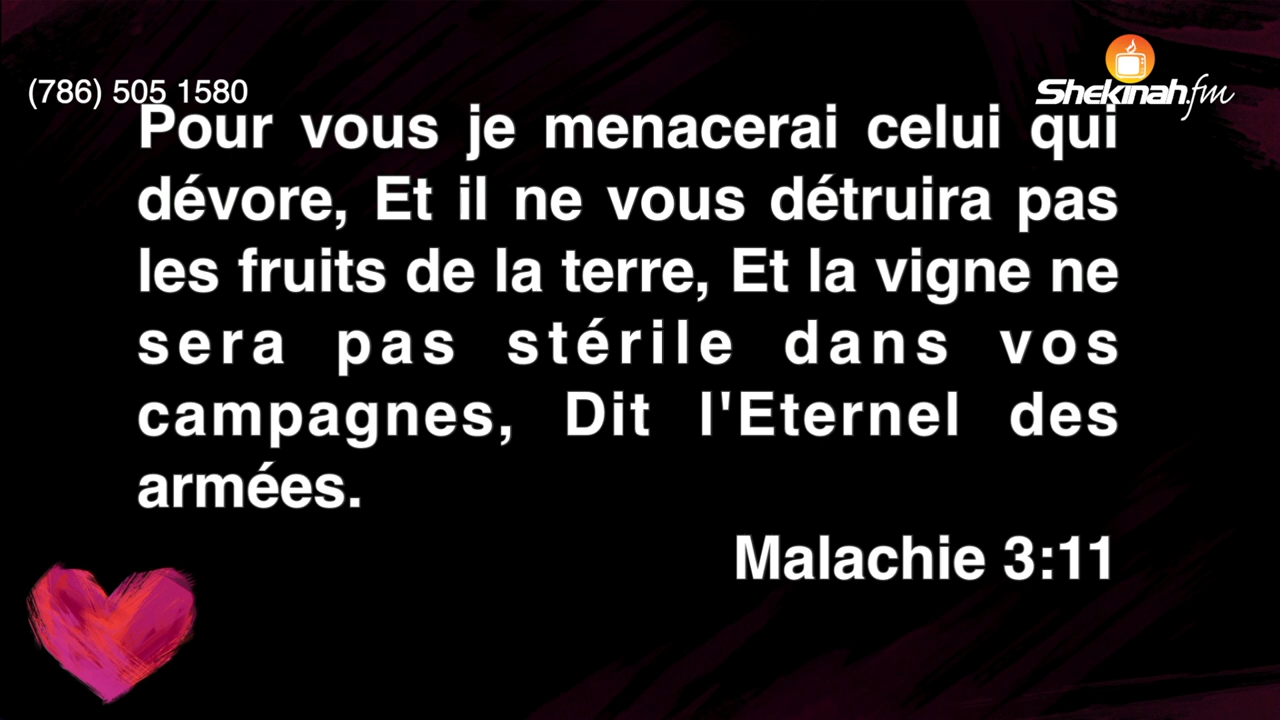 (786) 505 1580
Shekinah.fm
Pour vous je menacerai celui qui
dévore, Et il ne vous détruira pas
les fruits de la terre, Et la vigne ne
sera pas stérile dans vos
campagnes, Dit l'Eternel des
armées.
Malachie 3:11